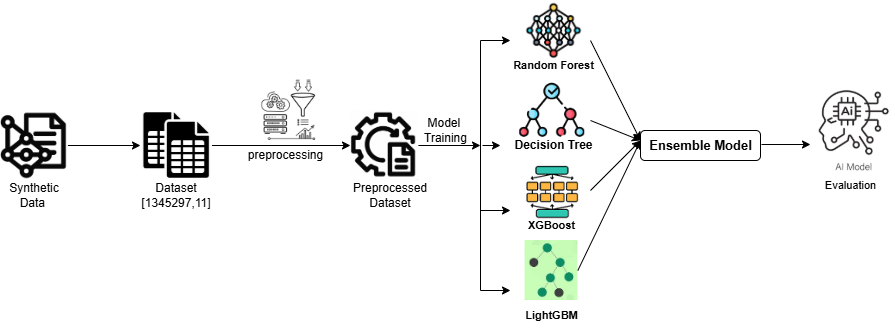 Synthetic
Data
Dataset
[1345297,11]
preprocessing
Preprocessed
Dataset
Model
Training
Random Forest
Decision Tree
XGBoost
LightGBM
Ensemble Model
Ai
AI Model
Evaluation